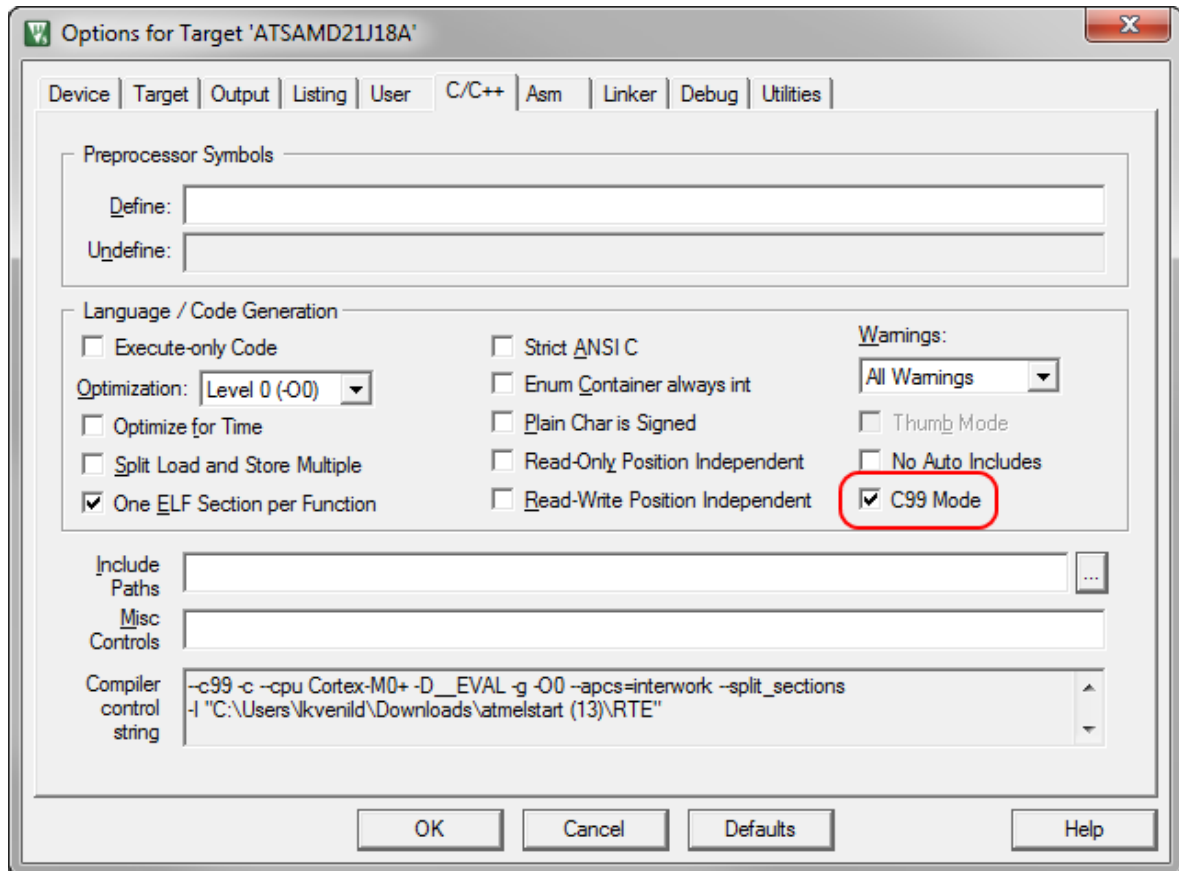 Options for Target 'ATSAMD21J18A'
Device Target Output Listing User C/C++ Asm Linker Debug Utilities
Preprocessor Symbols
Define:
Undefine:
Language / Code Generation
Execute-only Code
Optimization: Level 0 (-O0)
Optimize for Time
Split Load and Store Multiple
One ELF Section per Function
Strict ANSI C
Enum Container always int
Plain Char is Signed
Read-Only Position Independent
Read-Write Position Independent
Warnings:
All Warnings
Thumb Mode
No Auto Includes
C99 Mode
Include
Paths
...
Misc
Controls
Compiler
control
string
--c99 -c --cpu Cortex-M0+ -D__EVAL -g -O0 --apcs=interwork --split_sections
-I "C:\Users\lkvenild\Downloads\atmelstart (13)\RTE"
OK Cancel Defaults Help